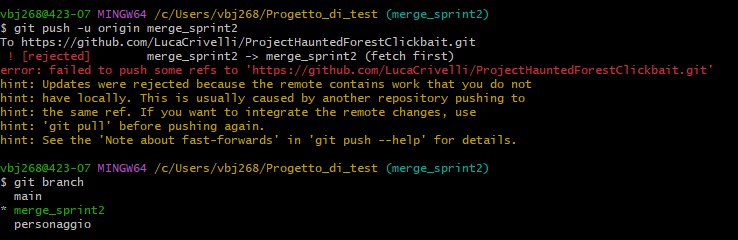 vbj268@423-07 MINGW64 /c/Users/vbj268/Progetto_di_test (merge_sprint2)
$ git push -u origin merge_sprint2
To https://github.com/LucaCrivelli/ProjectHauntedForestClickbait.git
 ! [rejected]        merge_sprint2 -> merge_sprint2 (fetch first)
error: failed to push some refs to 'https://github.com/LucaCrivelli/ProjectHauntedForestClickbait.git'
hint: Updates were rejected because the remote contains work that you do not
hint: have locally. This is usually caused by another repository pushing to
hint: the same ref. If you want to integrate the remote changes, use
hint: 'git pull' before pushing again.
hint: See the 'Note about fast-forwards' in 'git push --help' for details.

vbj268@423-07 MINGW64 /c/Users/vbj268/Progetto_di_test (merge_sprint2)
$ git branch
  main
* merge_sprint2
  personaggio